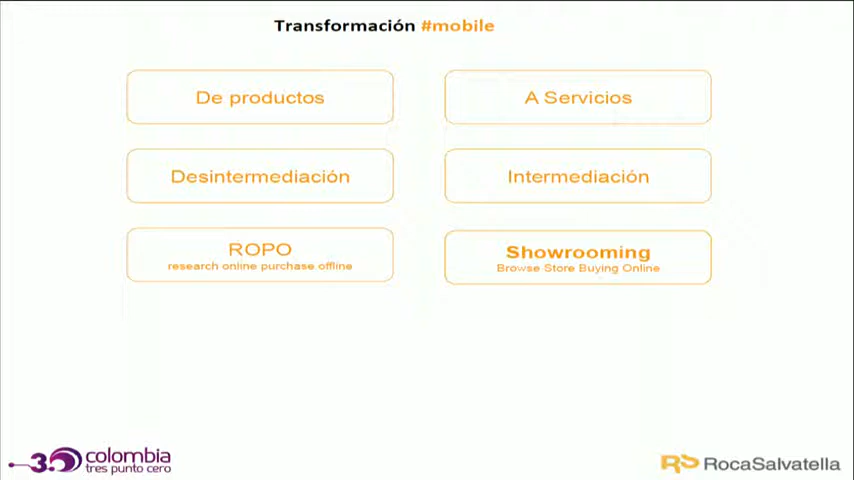 Transformación #mobile
De productos
A Servicios
Desintermediación
Intermediación
ROPO
research online purchase offline
Showrooming
Browse Store Buying Online
3.0 colombia
tres punto cero
RS RocaSalvatella